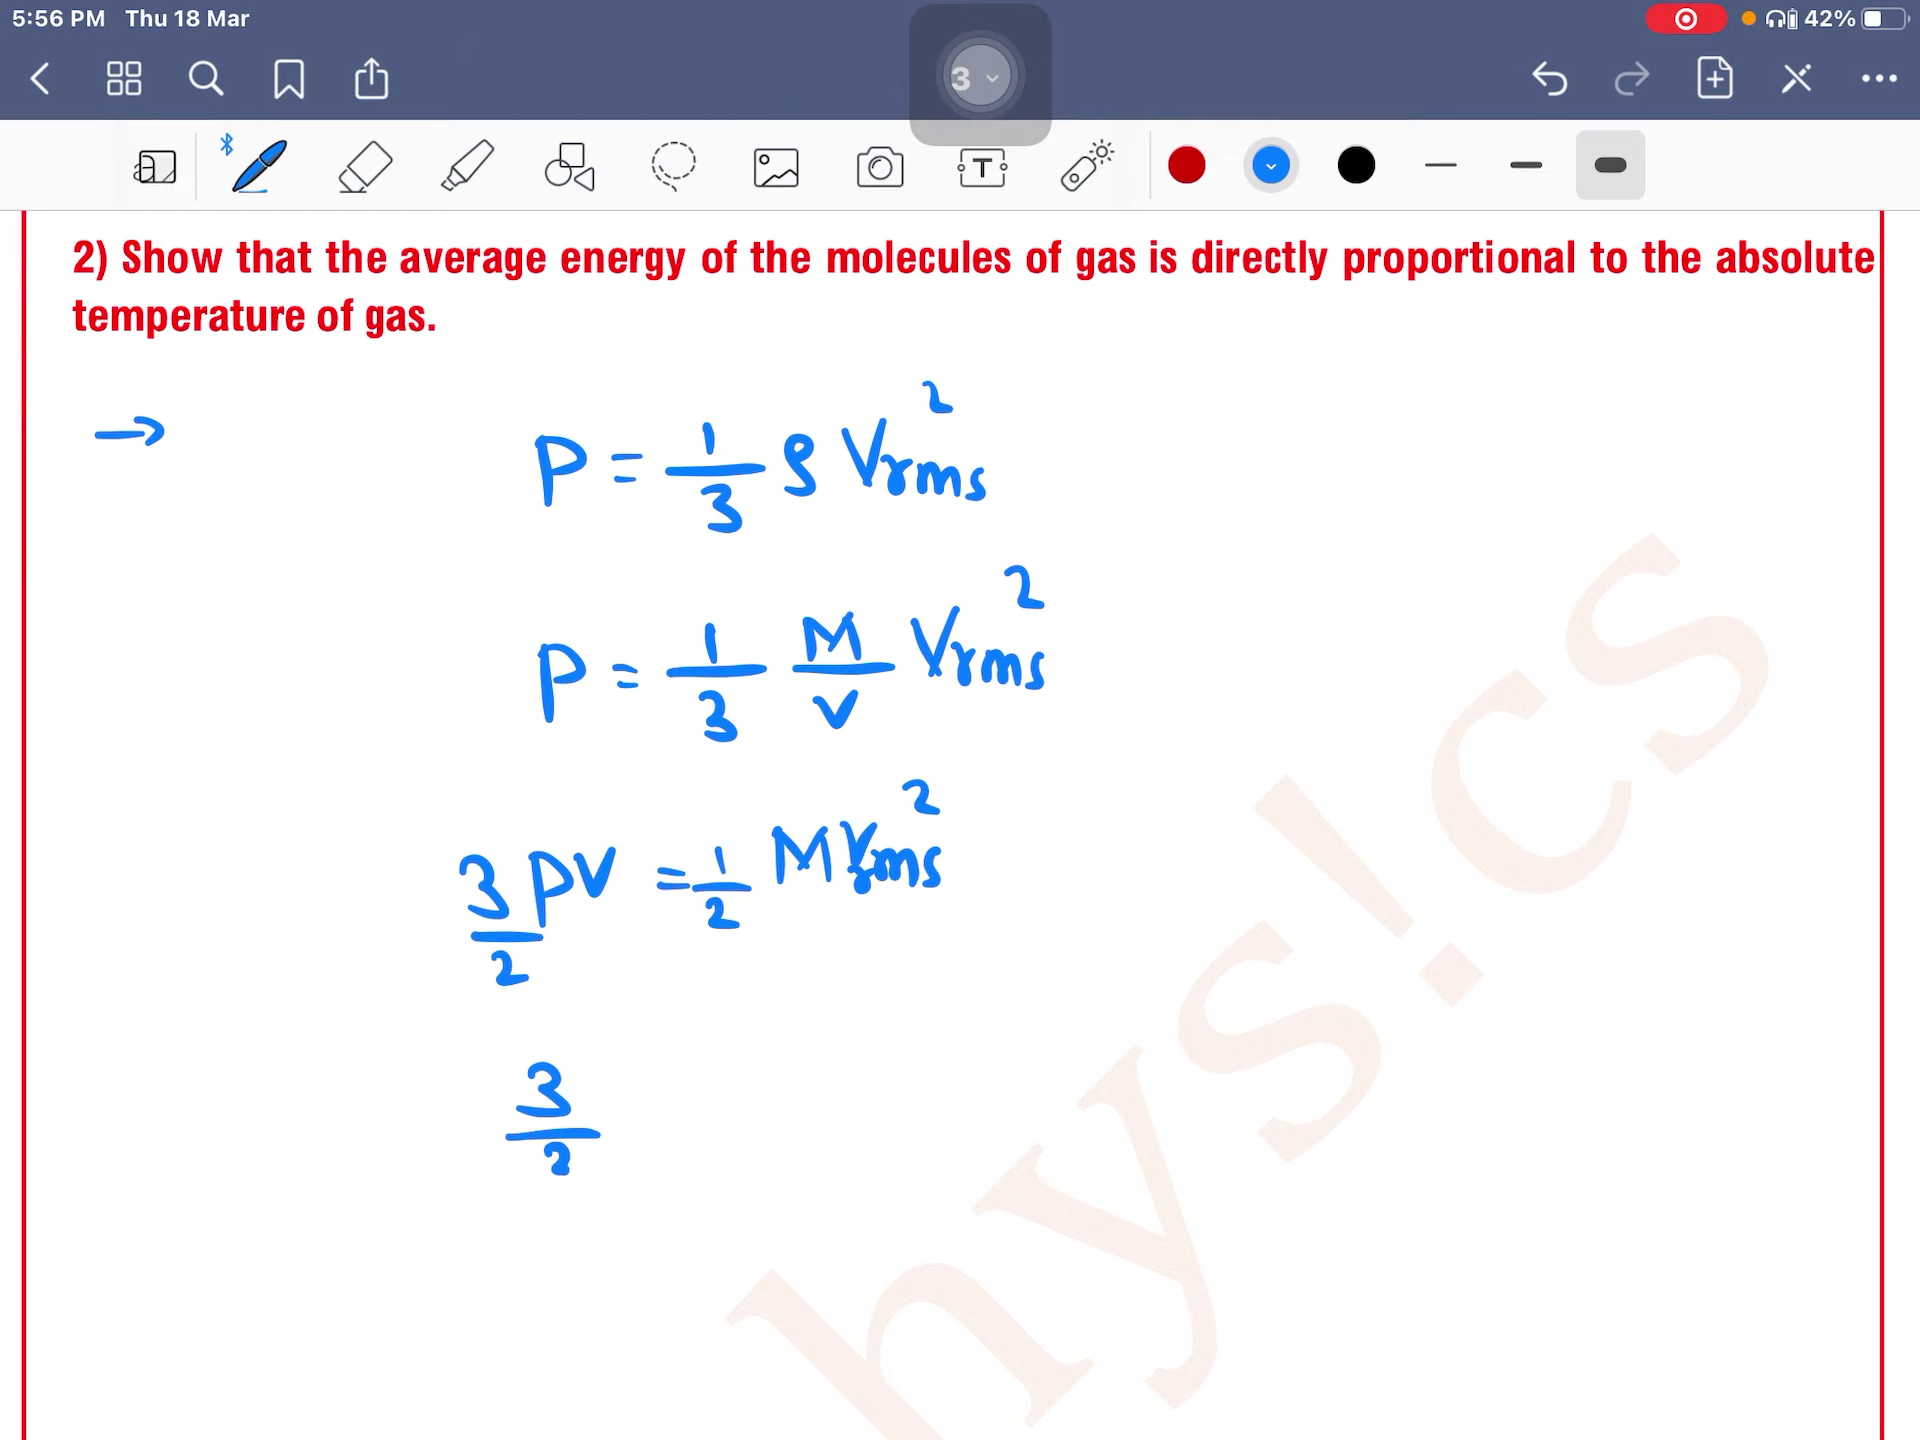 5:56 PM Thu 18 Mar 42%
3
a T
2) Show that the average energy of the molecules of gas is directly proportional to the absolute
temperature of gas.
→ P = 1/3 ρ Vrms²
P = 1/3 M/V Vrms²
3/2 PV = 1/2 M Vrms²
3/2
hys!cs